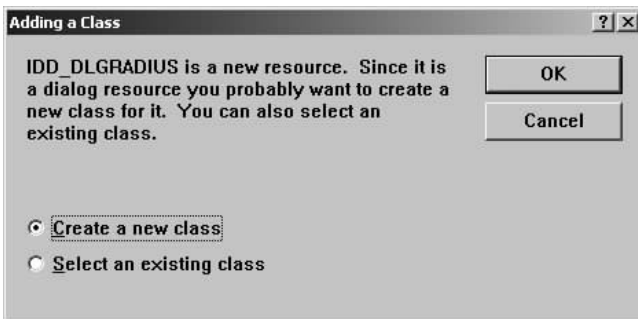 Adding a Class
IDD_DLGRADIUS is a new resource. Since it is
a dialog resource you probably want to create a
new class for it. You can also select an
existing class.
OK
Cancel
Create a new class
Select an existing class